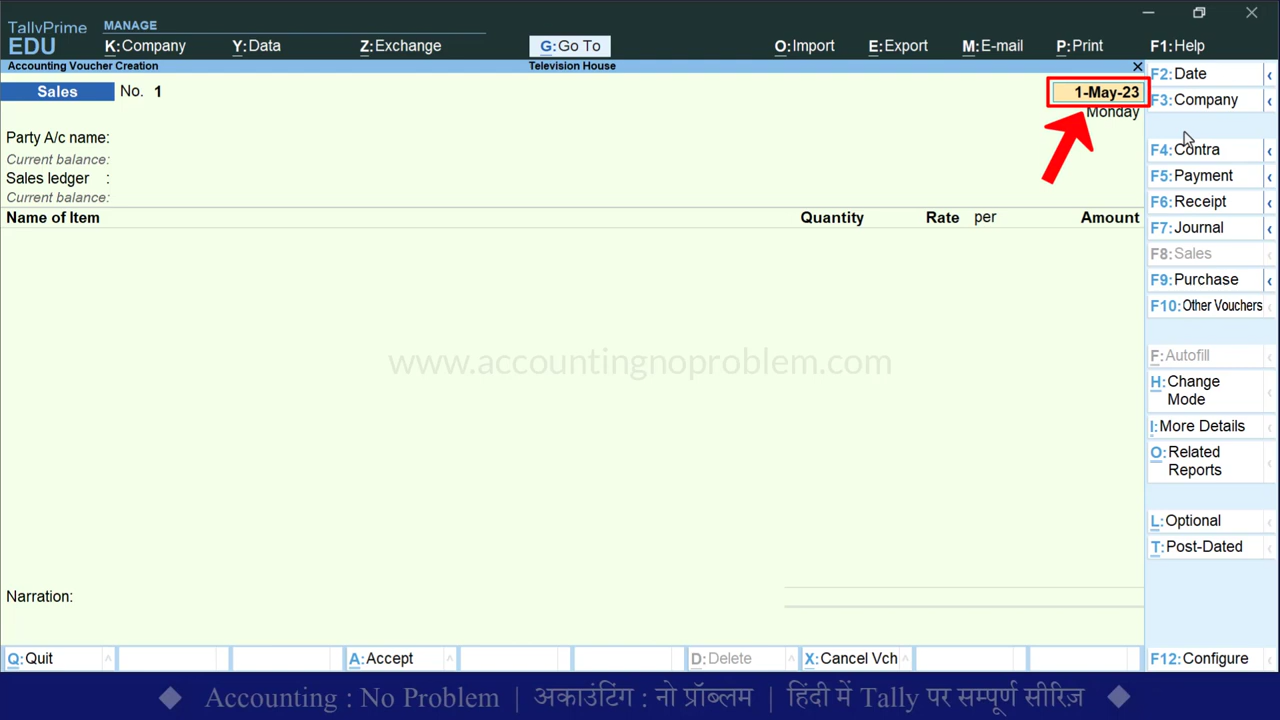 TallyPrime
EDU
MANAGE
K:Company Y:Data Z:Exchange G:Go To O:Import E:Export M:E-mail P:Print F1:Help
Accounting Voucher Creation Television House
Sales No. 1 1-May-23
Monday
Party A/c name:
Current balance:
Sales ledger :
Current balance:
Name of Item Quantity Rate per Amount
www.accountingnoproblem.com
Narration:
F2:Date
F3:Company
F4:Contra
F5:Payment
F6:Receipt
F7:Journal
F8:Sales
F9:Purchase
F10:Other Vouchers
F:Autofill
H:Change
Mode
I:More Details
O:Related
Reports
L:Optional
T:Post-Dated
Q:Quit A:Accept D:Delete X:Cancel Vch F12:Configure
Accounting : No Problem | अकाउंटिंग : नो प्रॉब्लम | हिंदी में Tally पर सम्पूर्ण सीरिज़